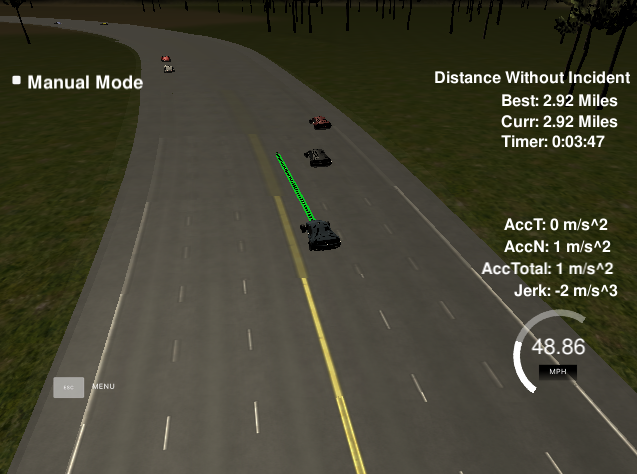 Manual Mode
Distance Without Incident
Best: 2.92 Miles
Curr: 2.92 Miles
Timer: 0:03:47
AccT: 0 m/s^2
AccN: 1 m/s^2
AccTotal: 1 m/s^2
Jerk: -2 m/s^3
48.86
MPH
ESC MENU